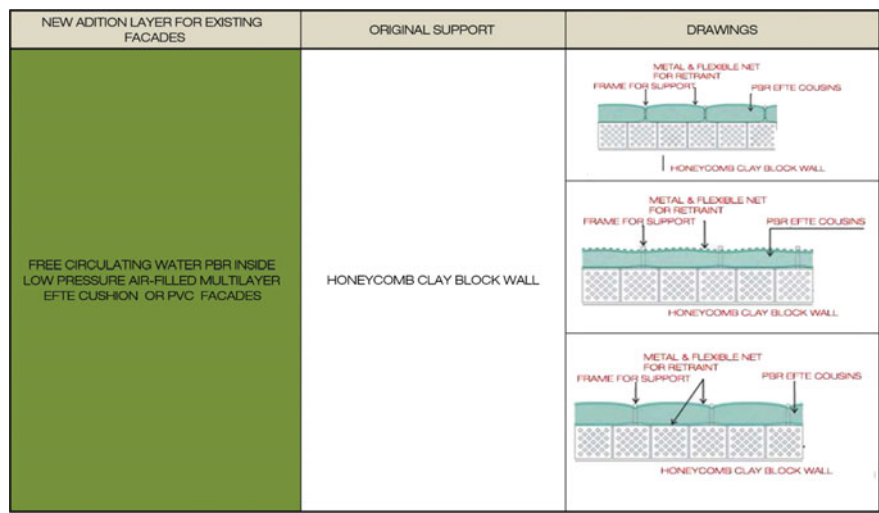 NEW ADITION LAYER FOR EXISTING
FACADES
ORIGINAL SUPPORT
DRAWINGS
FREE CIRCULATING WATER PBR INSIDE
LOW PRESSURE AIR-FILLED MULTILAYER
EFTE CUSHION OR PVC FACADES
HONEYCOMB CLAY BLOCK WALL
METAL & FLEXIBLE NET
FOR RETRAINT
FRAME FOR SUPPORT
PBR EFTE COUSINS
HONEYCOMB CLAY BLOCK WALL
METAL & FLEXIBLE NET
FOR RETRAINT
FRAME FOR SUPPORT
PBR EFTE COUSINS
HONEYCOMB CLAY BLOCK WALL
METAL & FLEXIBLE NET
FOR RETRAINT
FRAME FOR SUPPORT
PBR EFTE COUSINS
HONEYCOMB CLAY BLOCK WALL